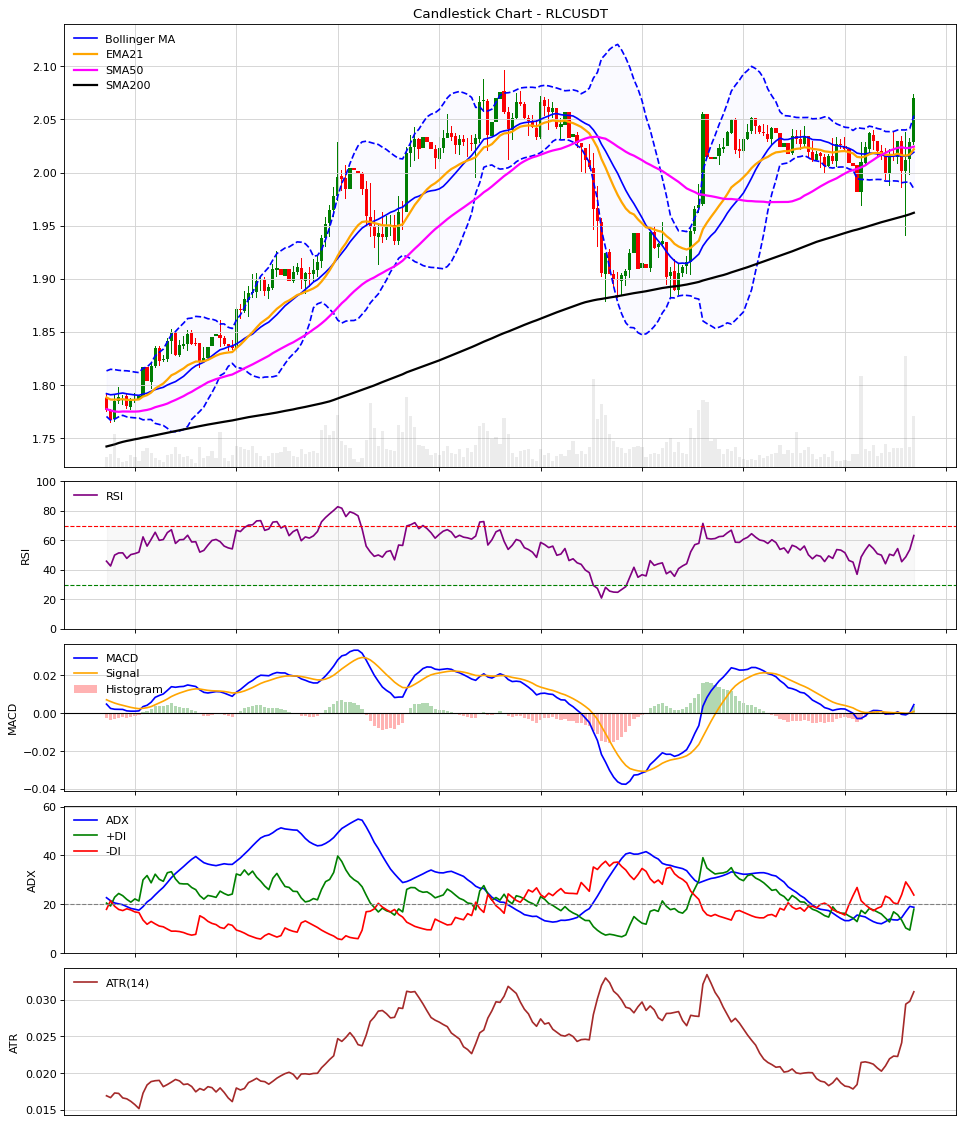 Candlestick Chart - RLCUSDT
Bollinger MA
EMA21
SMA50
SMA200
2.10
2.05
2.00
1.95
1.90
1.85
1.80
1.75
RSI
100
80
60
40
20
0
RSI
MACD
Signal
Histogram
0.02
0.00
−0.02
−0.04
MACD
ADX
+DI
-DI
60
40
20
0
ADX
ATR(14)
0.030
0.025
0.020
0.015
ATR